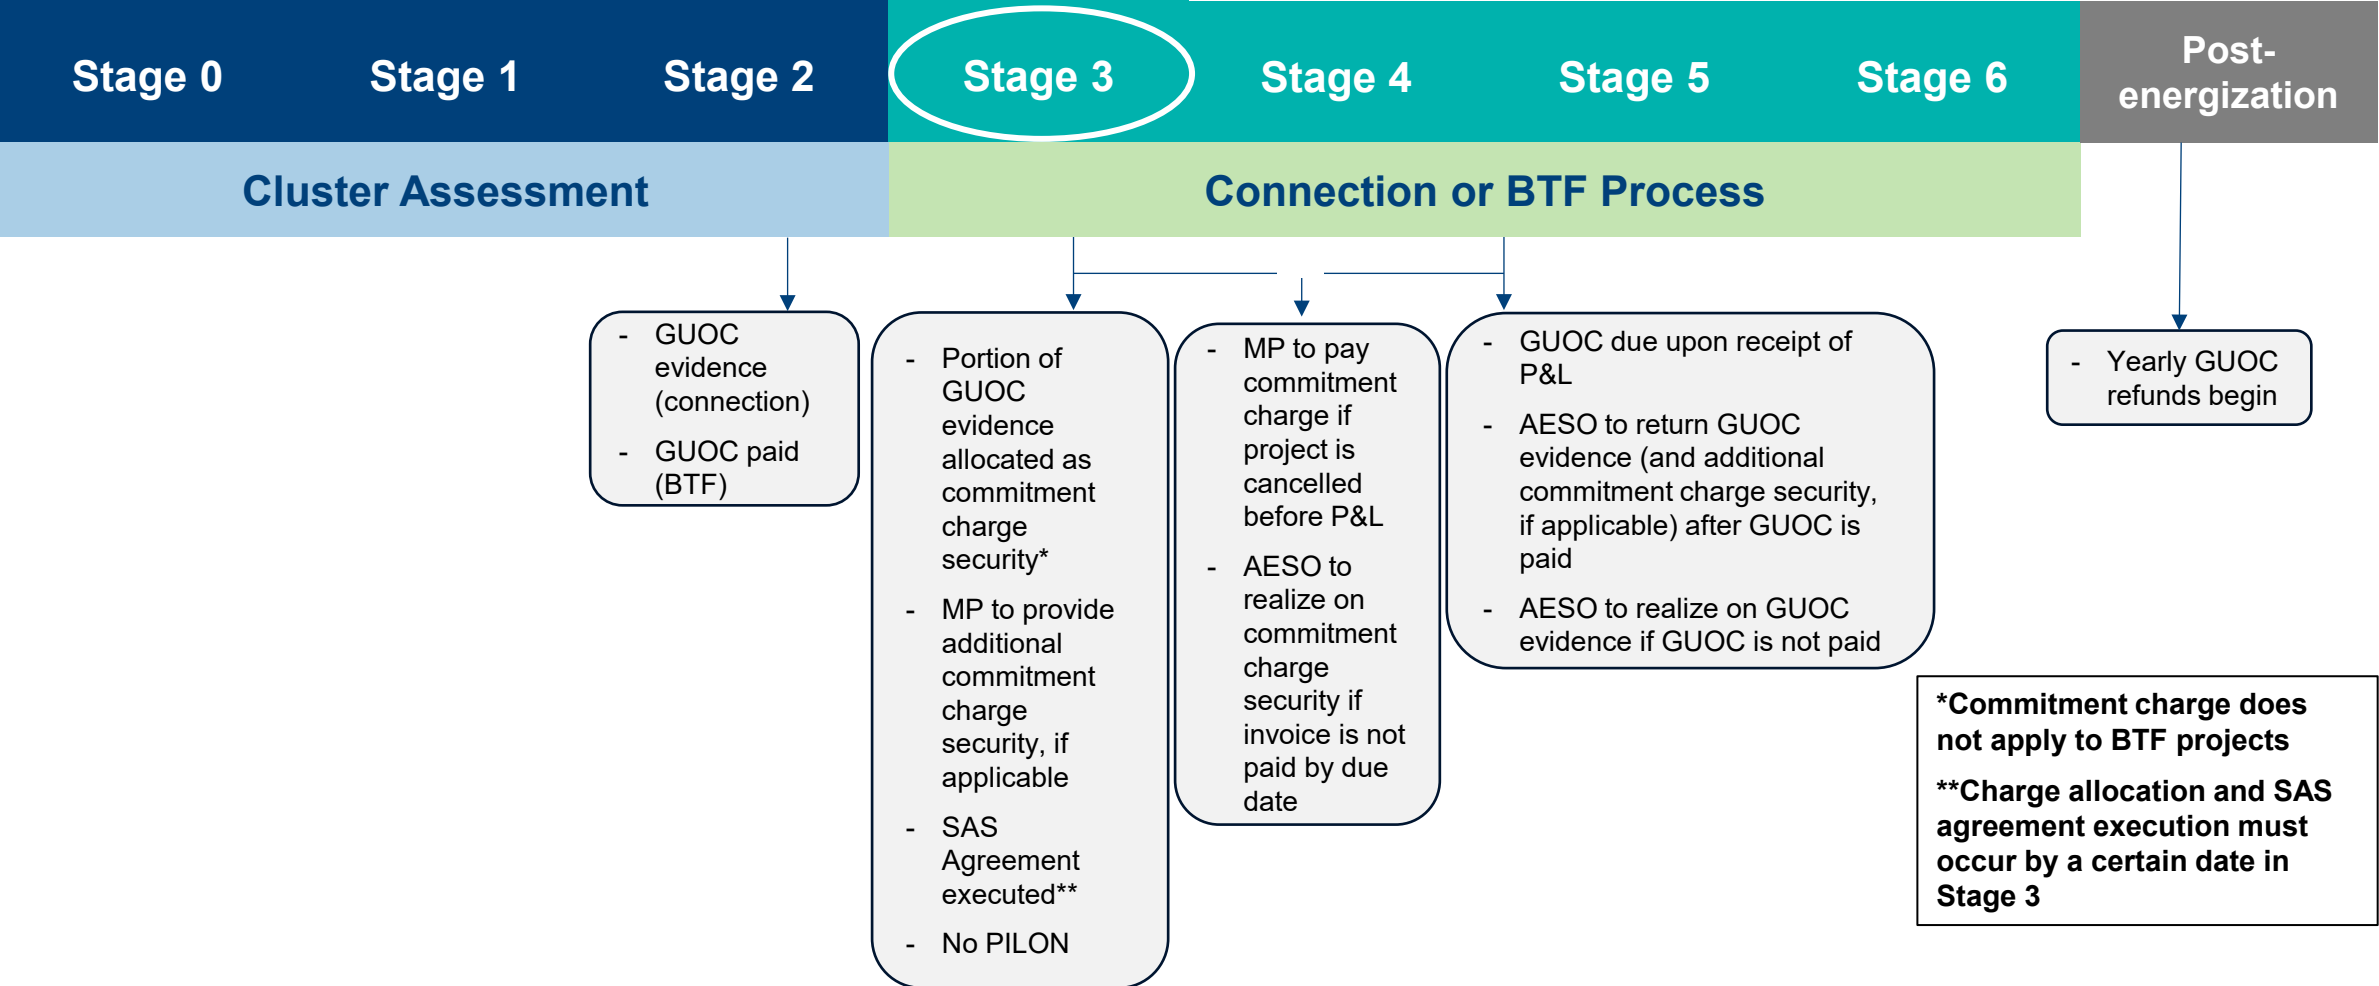 Stage 0
Stage 1
Stage 2
Stage 3
Stage 4
Stage 5
Stage 6
Post-
energization
Cluster Assessment
Connection or BTF Process
- GUOC
evidence
(connection)
- GUOC paid
(BTF)
- Portion of
GUOC
evidence
allocated as
commitment
charge
security*
- MP to provide
additional
commitment
charge
security, if
applicable
- SAS
Agreement
executed**
- No PILON
- MP to pay
commitment
charge if
project is
cancelled
before P&L
- AESO to
realize on
commitment
charge
security if
invoice is not
paid by due
date
- GUOC due upon receipt of
P&L
- AESO to return GUOC
evidence (and additional
commitment charge security,
if applicable) after GUOC is
paid
- AESO to realize on GUOC
evidence if GUOC is not paid
- Yearly GUOC
refunds begin
*Commitment charge does
not apply to BTF projects
**Charge allocation and SAS
agreement execution must
occur by a certain date in
Stage 3